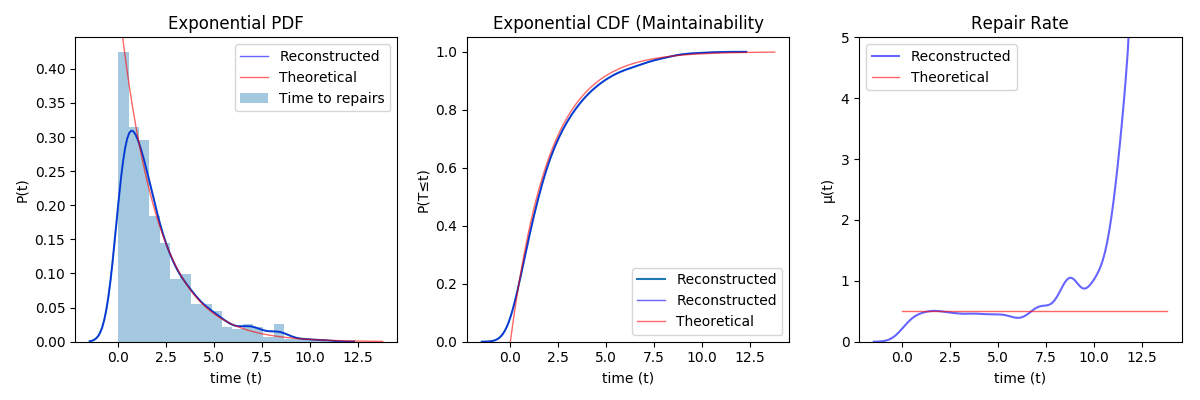 Exponential PDF
P(t)
0.40
0.35
0.30
0.25
0.20
0.15
0.10
0.05
0.00
Reconstructed
Theoretical
Time to repairs
0.0 2.5 5.0 7.5 10.0 12.5
time (t)
Exponential CDF (Maintainability
P(T≤t)
1.0
0.8
0.6
0.4
0.2
0.0
Reconstructed
Reconstructed
Theoretical
0.0 2.5 5.0 7.5 10.0 12.5
time (t)
Repair Rate
μ(t)
5
4
3
2
1
0
Reconstructed
Theoretical
0.0 2.5 5.0 7.5 10.0 12.5
time (t)